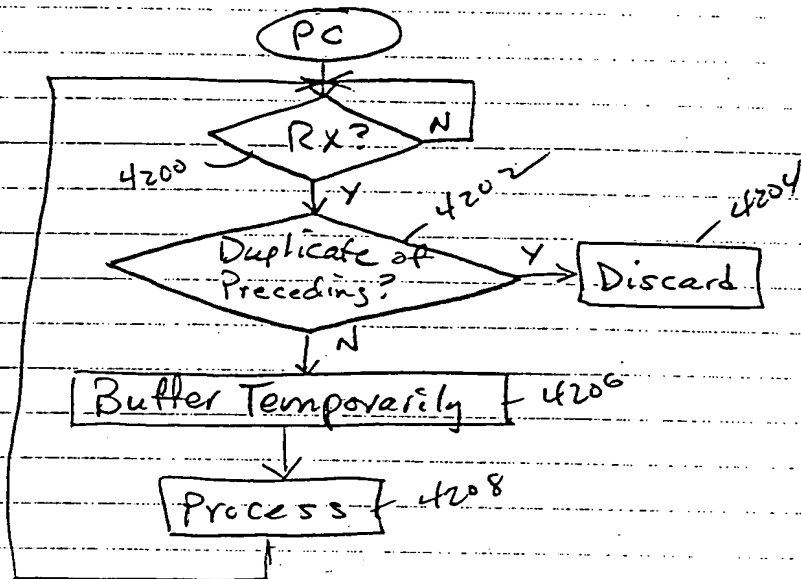 PC
Rx?
N
4200
Y
4202
4204
Duplicate of
Preceding?
Y
Discard
N
Buffer Temporarily
4206
Process
4208